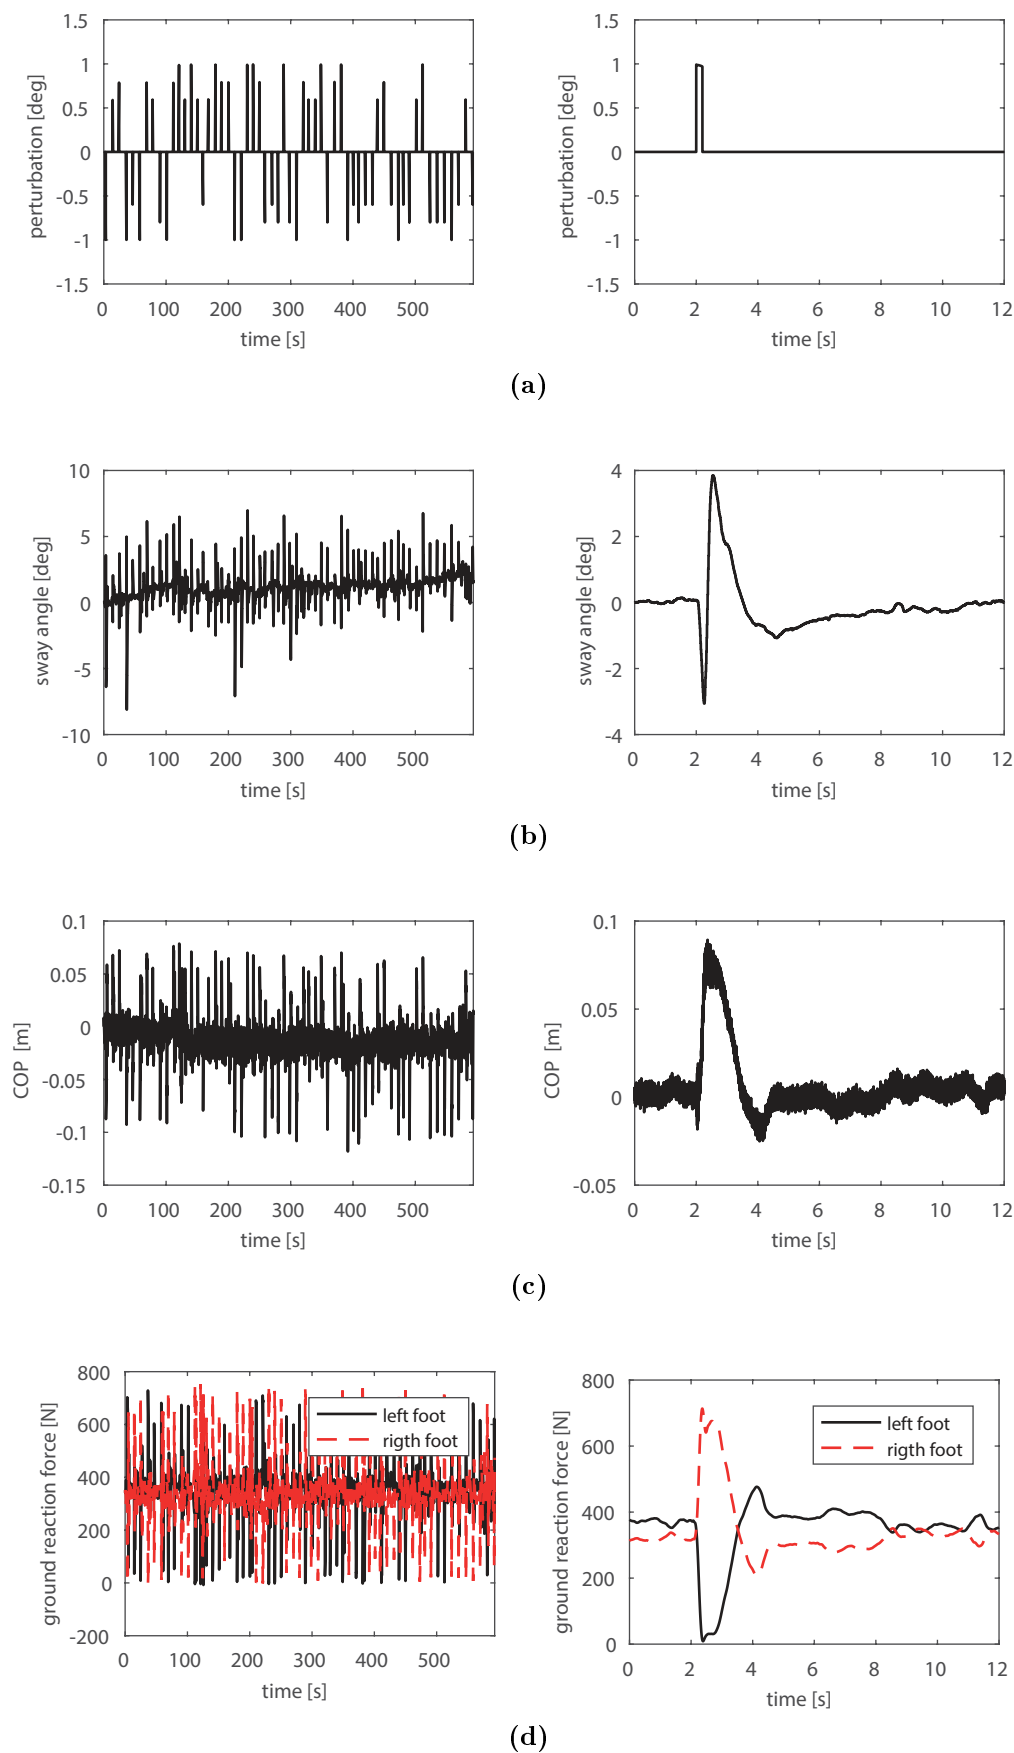 1.5
1
0.5
0
-0.5
-1
-1.5
perturbation [deg]
0 100 200 300 400 500
time [s]
1.5
1
0.5
0
-0.5
-1
-1.5
perturbation [deg]
0 2 4 6 8 10 12
time [s]
(a)
10
5
0
-5
-10
sway angle [deg]
0 100 200 300 400 500
time [s]
4
2
0
-2
-4
sway angle [deg]
0 2 4 6 8 10 12
time [s]
(b)
0.1
0.05
0
-0.05
-0.1
-0.15
COP [m]
0 100 200 300 400 500
time [s]
0.1
0.05
0
-0.05
COP [m]
0 2 4 6 8 10 12
time [s]
(c)
800
600
400
200
0
-200
ground reaction force [N]
left foot
rigth foot
0 100 200 300 400 500
time [s]
800
600
400
200
0
ground reaction force [N]
left foot
rigth foot
0 2 4 6 8 10 12
time [s]
(d)